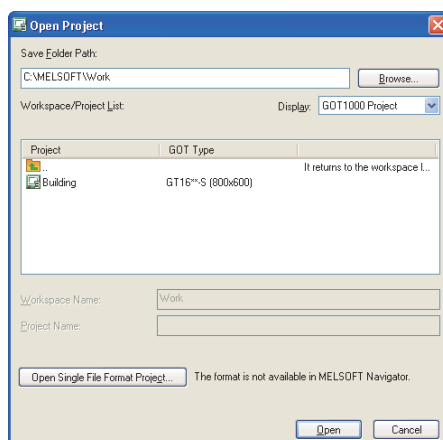 Open Project
Save Folder Path:
C:\MELSOFT\Work
Browse...
Workspace/Project List:
Display:
GOT1000 Project
Project GOT Type
.. It returns to the workspace l...
Building GT16**-S (800x600)
Workspace Name:
Work
Project Name:
Open Single File Format Project... The format is not available in MELSOFT Navigator.
Open Cancel